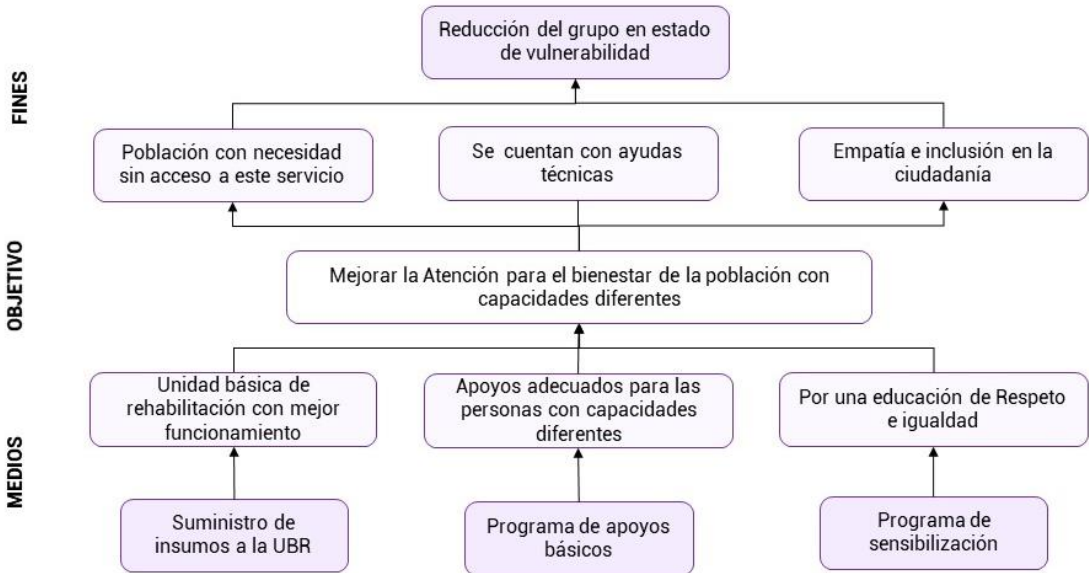 Reducción del grupo en estado
de vulnerabilidad
FINES
Población con necesidad
sin acceso a este servicio
Se cuentan con ayudas
técnicas
Empatía e inclusión en la
ciudadanía
OBJETIVO
Mejorar la Atención para el bienestar de la población con
capacidades diferentes
MEDIOS
Unidad básica de
rehabilitación con mejor
funcionamiento
Apoyos adecuados para las
personas con capacidades
diferentes
Por una educación de Respeto
e igualdad
Suministro de
insumos a la UBR
Programa de apoyos
básicos
Programa de
sensibilización